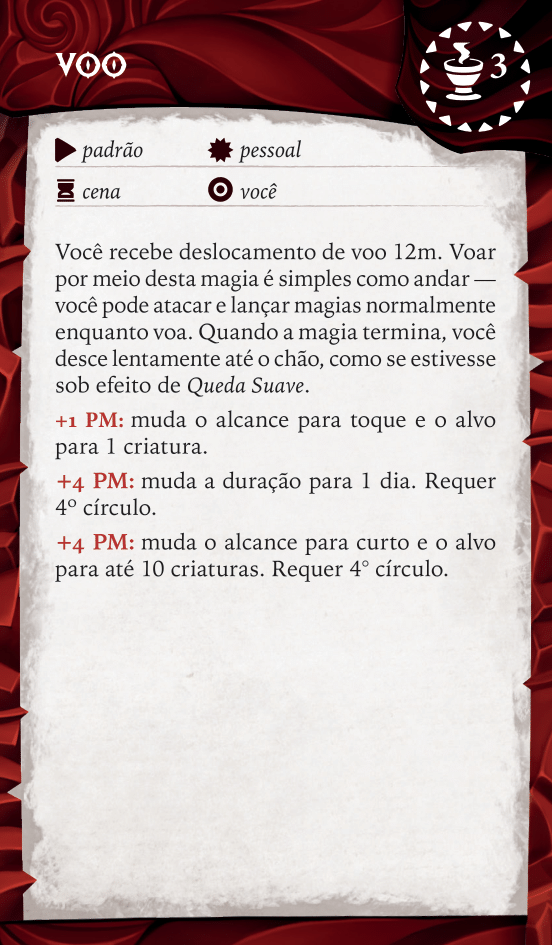 VOO
3
padrão pessoal
cena você
Você recebe deslocamento de voo 12m. Voar
por meio desta magia é simples como andar —
você pode atacar e lançar magias normalmente
enquanto voa. Quando a magia termina, você
desce lentamente até o chão, como se estivesse
sob efeito de Queda Suave.
+1 PM: muda o alcance para toque e o alvo
para 1 criatura.
+4 PM: muda a duração para 1 dia. Requer
4º círculo.
+4 PM: muda o alcance para curto e o alvo
para até 10 criaturas. Requer 4° círculo.